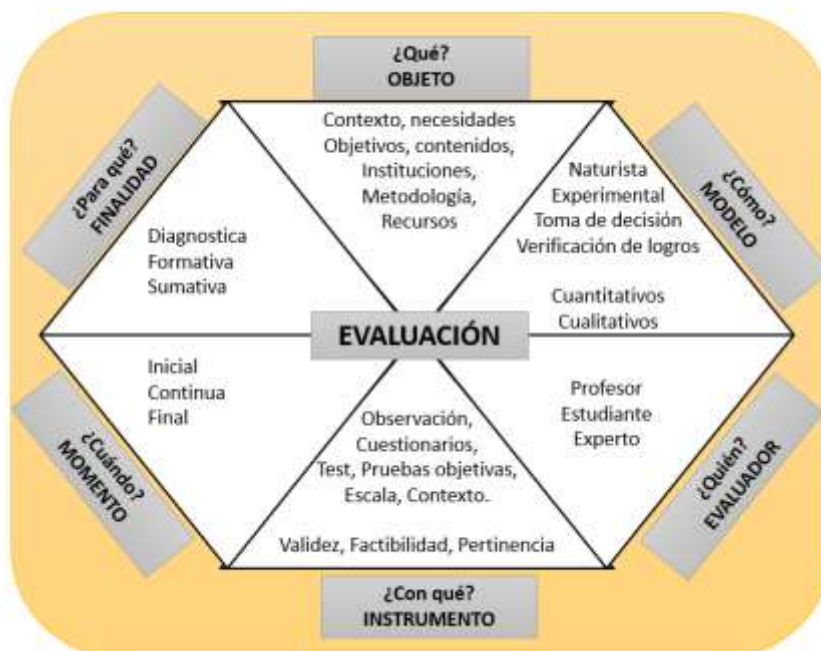 ¿Qué?
OBJETO
Contexto, necesidades
Objetivos, contenidos,
Instituciones,
Metodología,
Recursos
¿Cómo?
MODELO
Naturista
Experimental
Toma de decisión
Verificación de logros
Cuantitativos
Cualitativos
¿Para qué?
FINALIDAD
Diagnostica
Formativa
Sumativa
EVALUACIÓN
Inicial
Continua
Final
¿Cuándo?
MOMENTO
Observación,
Cuestionarios,
Test, Pruebas objetivas,
Escala, Contexto.
Validez, Factibilidad, Pertinencia
¿Con qué?
INSTRUMENTO
Profesor
Estudiante
Experto
¿Quién?
EVALUADOR